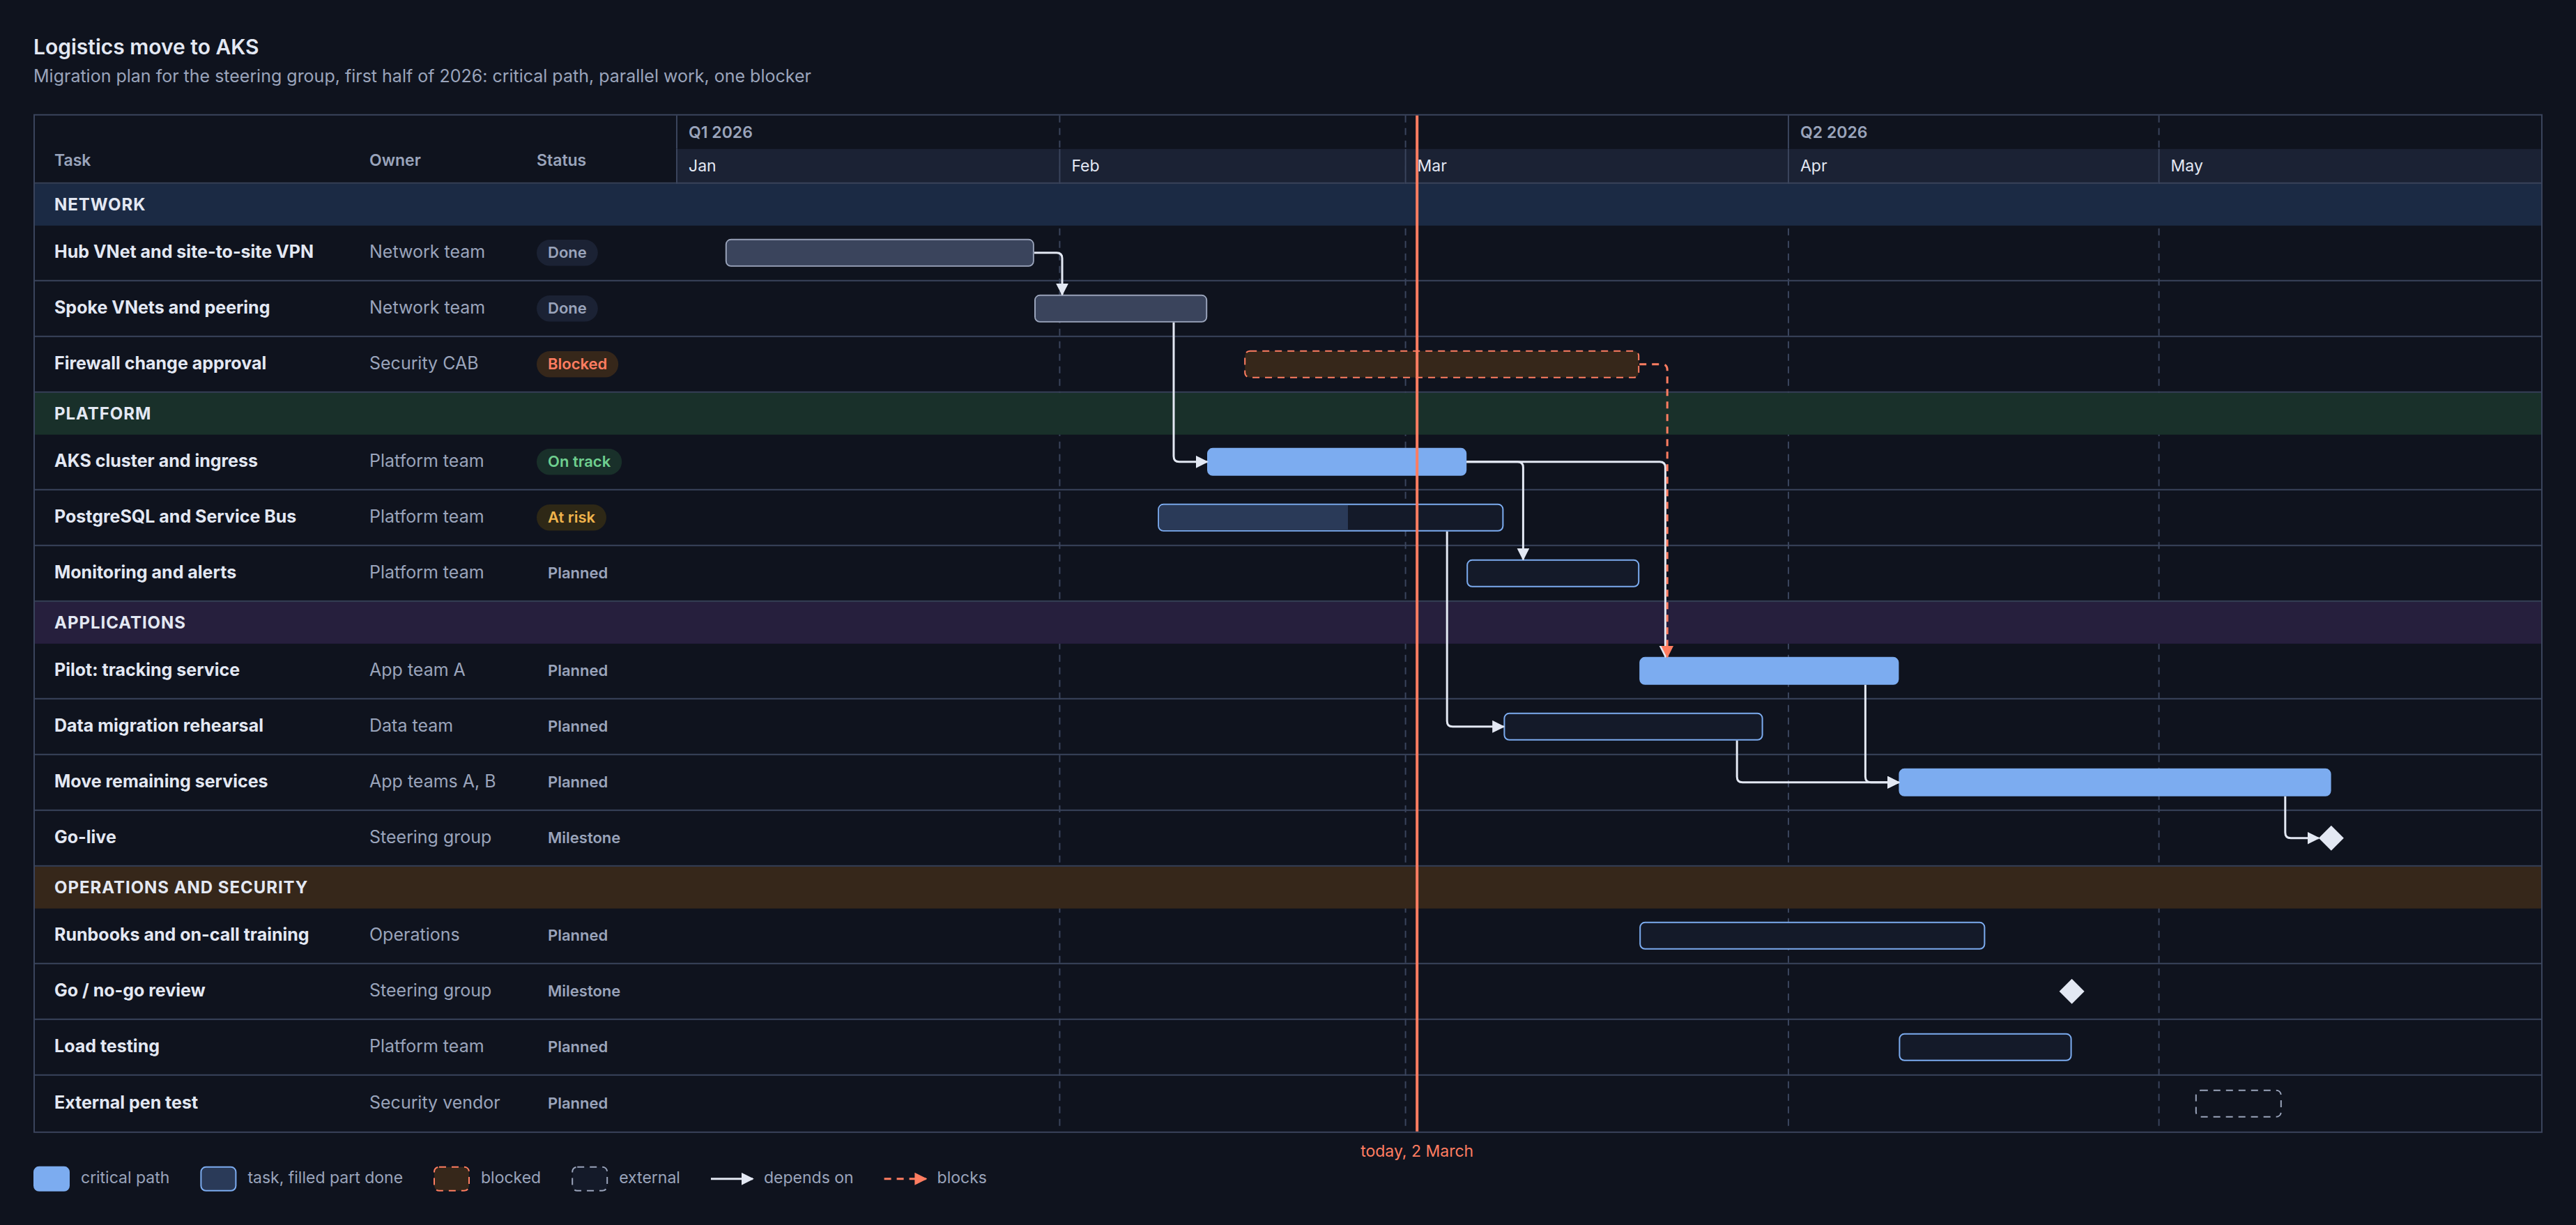 Logistics move to AKS
Migration plan for the steering group, first half of 2026: critical path, parallel work, one blocker
Q1 2026 Q2 2026
Task Owner Status Jan Feb Mar Apr May
NETWORK
Hub VNet and site-to-site VPN Network team Done
Spoke VNets and peering Network team Done
Firewall change approval Security CAB Blocked
PLATFORM
AKS cluster and ingress Platform team On track
PostgreSQL and Service Bus Platform team At risk
Monitoring and alerts Platform team Planned
APPLICATIONS
Pilot: tracking service App team A Planned
Data migration rehearsal Data team Planned
Move remaining services App teams A, B Planned
Go-live Steering group Milestone
OPERATIONS AND SECURITY
Runbooks and on-call training Operations Planned
Go / no-go review Steering group Milestone
Load testing Platform team Planned
External pen test Security vendor Planned
today, 2 March
critical path task, filled part done blocked external depends on blocks